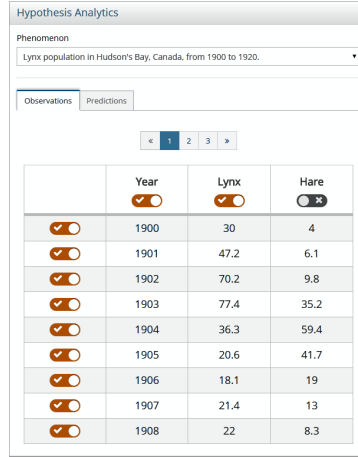 Hypothesis Analytics
Phenomenon
Lynx population in Hudson's Bay, Canada, from 1900 to 1920.
Observations Predictions
« 1 2 3 »
Year Lynx Hare
1900 30 4
1901 47.2 6.1
1902 70.2 9.8
1903 77.4 35.2
1904 36.3 59.4
1905 20.6 41.7
1906 18.1 19
1907 21.4 13
1908 22 8.3